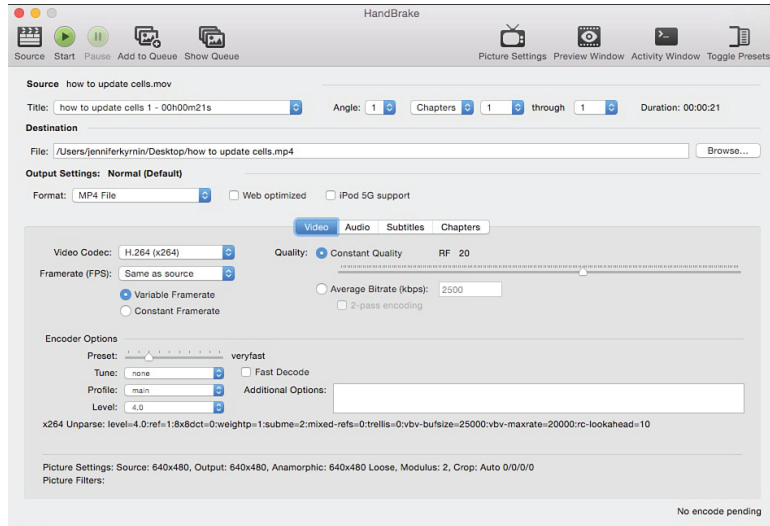 HandBrake
Source Start Pause Add to Queue Show Queue Picture Settings Preview Window Activity Window Toggle Presets
Source how to update cells.mov
Title: how to update cells 1 - 00h00m21s Angle: 1 Chapters 1 through 1 Duration: 00:00:21
Destination
File: /Users/jenniferkyrnin/Desktop/how to update cells.mp4 Browse...
Output Settings: Normal (Default)
Format: MP4 File Web optimized iPod 5G support
Video Audio Subtitles Chapters
Video Codec: H.264 (x264) Quality: Constant Quality RF 20
Framerate (FPS): Same as source
Variable Framerate Average Bitrate (kbps): 2500
Constant Framerate 2-pass encoding
Encoder Options
Preset: veryfast
Tune: none Fast Decode
Profile: main Additional Options:
Level: 4.0
x264 Unparse: level=4.0:ref=1:8x8dct=0:weightp=1:subme=2:mixed-refs=0:trellis=0:vbv-bufsize=25000:vbv-maxrate=20000:rc-lookahead=10
Picture Settings: Source: 640x480, Output: 640x480, Anamorphic: 640x480 Loose, Modulus: 2, Crop: Auto 0/0/0/0
Picture Filters:
No encode pending